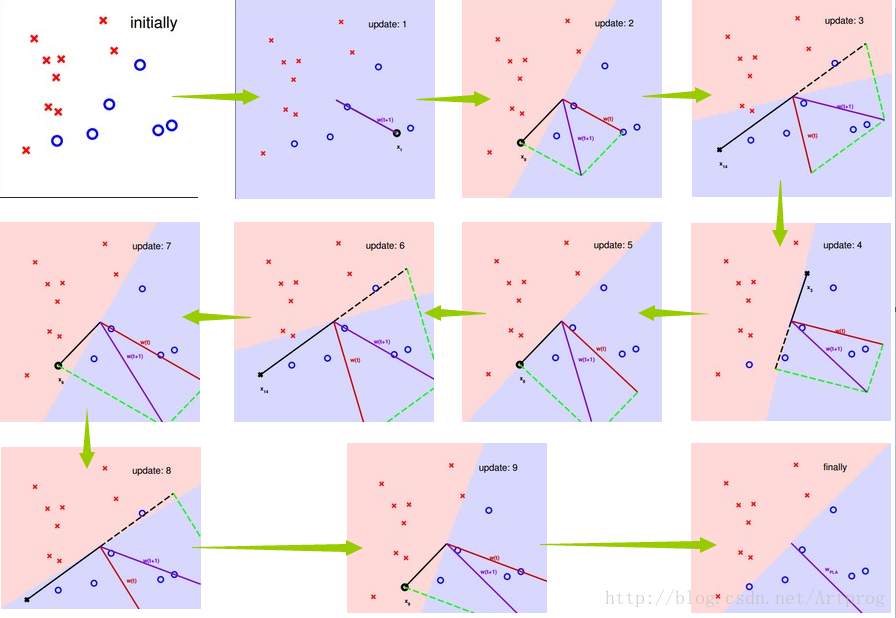 initially
update: 1
w(t+1)
x1
update: 2
w(t)
w(t+1)
x9
update: 3
w(t+1)
w(t)
x14
update: 7
w(t)
w(t+1)
x9
update: 6
w(t+1)
w(t)
x14
update: 5
w(t)
w(t+1)
x9
update: 4
x3
w(t)
w(t+1)
update: 8
w(t+1)
w(t)
update: 9
w(t)
w(t+1)
x9
finally
wPLA
http://blog.csdn.net/Artprog